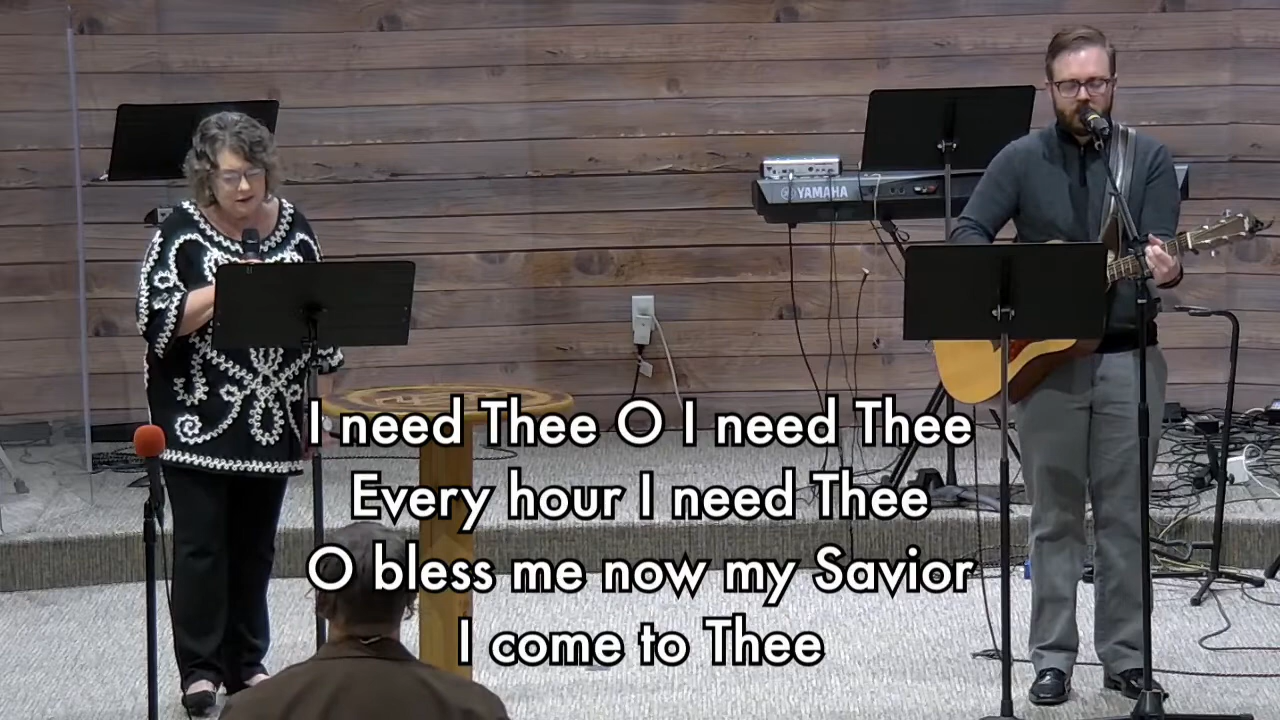 YAMAHA
I need Thee O I need Thee
Every hour I need Thee
O bless me now my Savior
I come to Thee